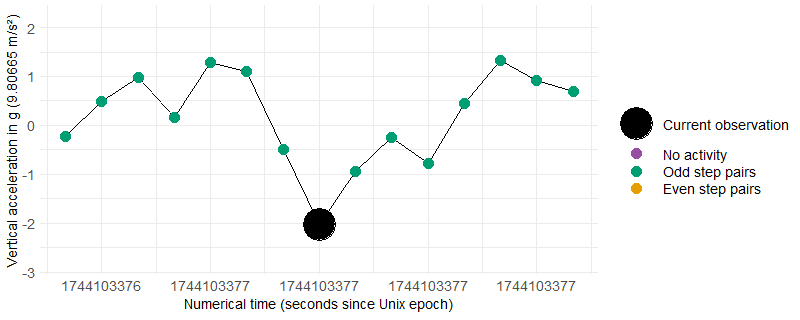 Vertical acceleration in g (9.80665 m/s²)
2
1
0
-1
-2
-3
1744103376
1744103377
1744103377
1744103377
1744103377
Numerical time (seconds since Unix epoch)
Current observation
No activity
Odd step pairs
Even step pairs